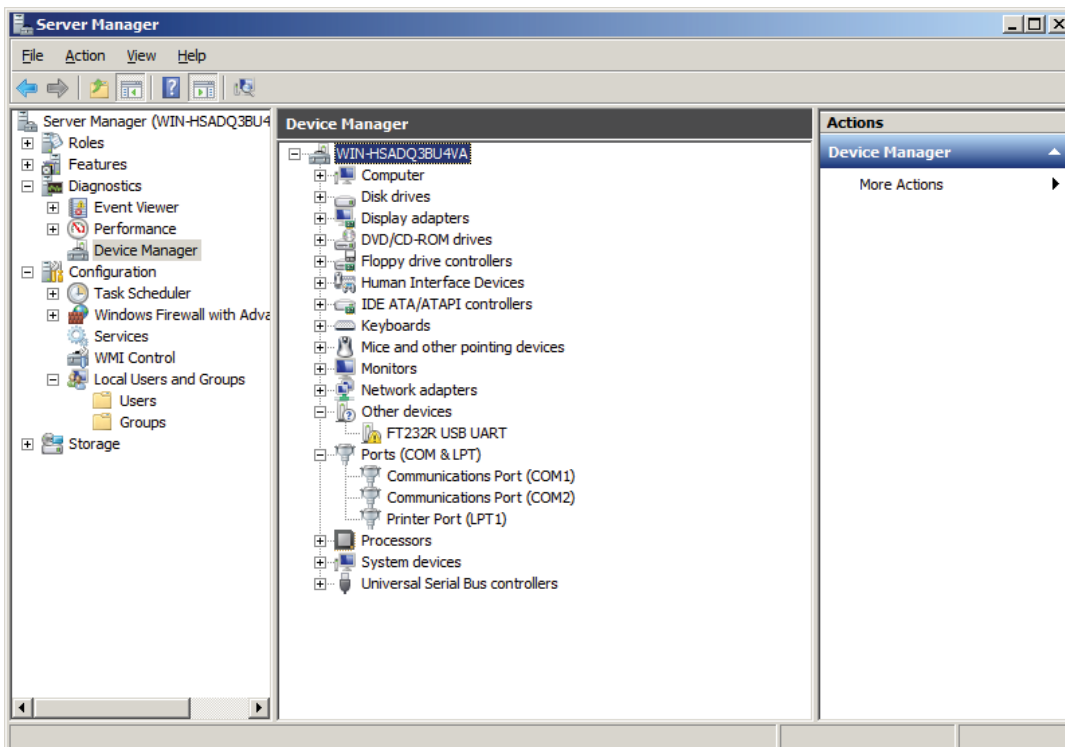 Server Manager
File Action View Help
Server Manager (WIN-HSADQ3BU4
Roles
Features
Diagnostics
Event Viewer
Performance
Device Manager
Configuration
Task Scheduler
Windows Firewall with Adva
Services
WMI Control
Local Users and Groups
Users
Groups
Storage
Device Manager
WIN-HSADQ3BU4VA
Computer
Disk drives
Display adapters
DVD/CD-ROM drives
Floppy drive controllers
Human Interface Devices
IDE ATA/ATAPI controllers
Keyboards
Mice and other pointing devices
Monitors
Network adapters
Other devices
FT232R USB UART
Ports (COM & LPT)
Communications Port (COM1)
Communications Port (COM2)
Printer Port (LPT1)
Processors
System devices
Universal Serial Bus controllers
Actions
Device Manager
More Actions